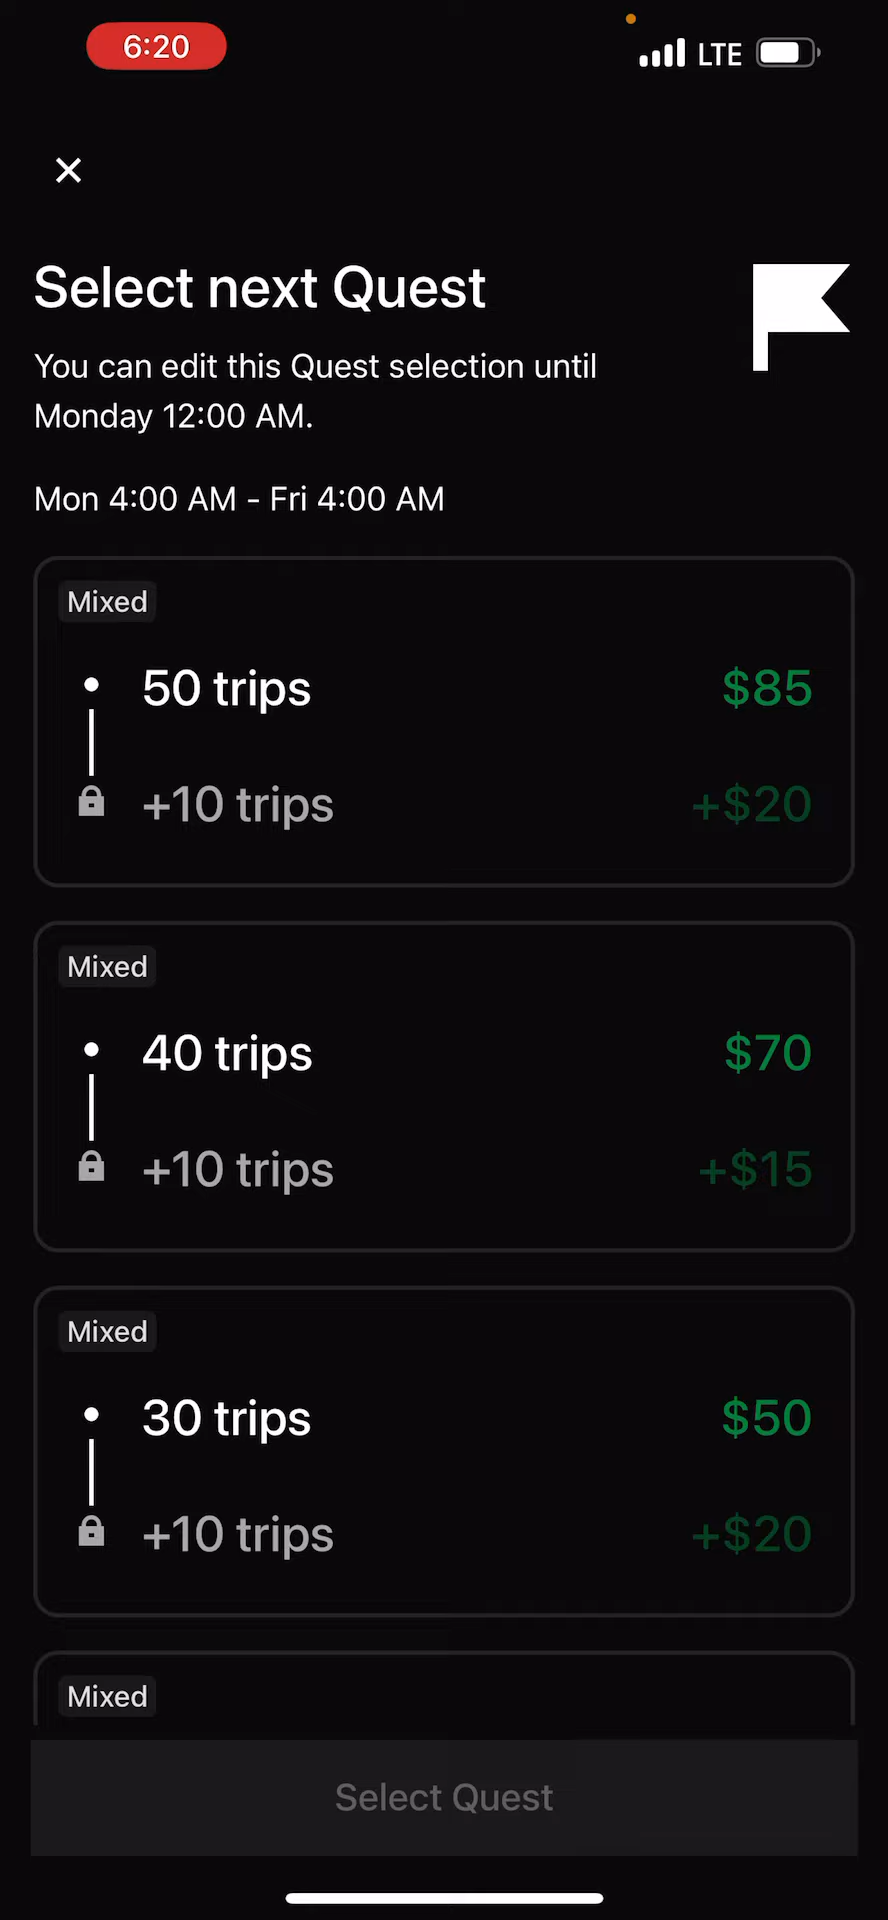 6:20
LTE
Select next Quest
You can edit this Quest selection until
Monday 12:00 AM.
Mon 4:00 AM - Fri 4:00 AM
Mixed
50 trips $85
+10 trips +$20
Mixed
40 trips $70
+10 trips +$15
Mixed
30 trips $50
+10 trips +$20
Mixed
Select Quest